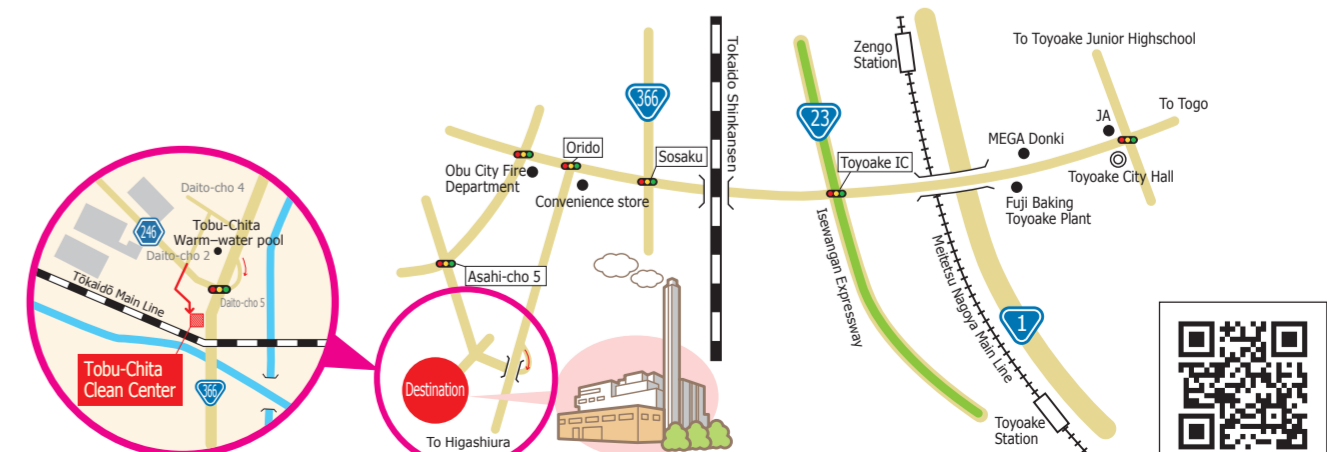 Daito-cho 4
246
Tobu-Chita
Warm-water pool
Daito-cho 2
Daito-cho 5
Tōkaidō Main Line
Tobu-Chita
Clean Center
366
Obu City Fire
Department
Orido
Convenience store
Asahi-cho 5
Destination
To Higashiura
366
Sosaku
Tokaido Shinkansen
23
Toyoake IC
Isewangan Expressway
Zengo
Station
Meitetsu Nagoya Main Line
1
Toyoake
Station
MEGA Donki
Fuji Baking
Toyoake Plant
To Toyoake Junior Highschool
JA
To Togo
Toyoake City Hall